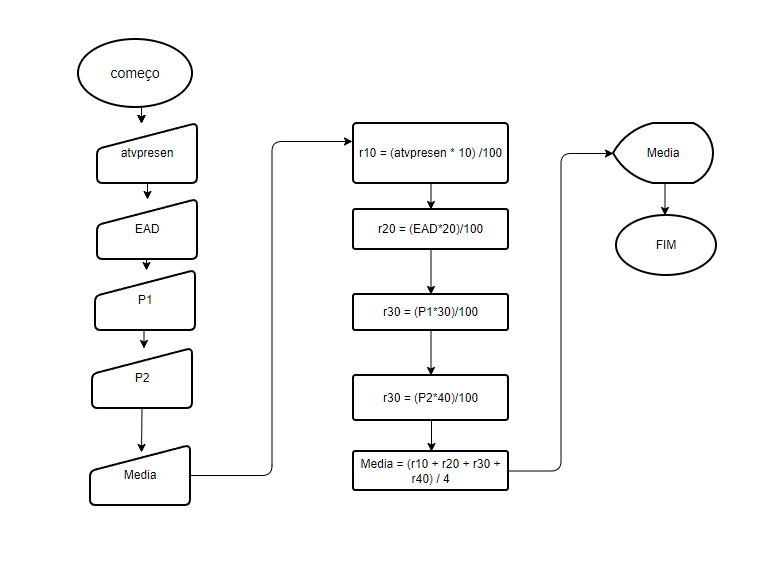 começo
atvpresen
EAD
P1
P2
Media
r10 = (atvpresen * 10) /100
r20 = (EAD*20)/100
r30 = (P1*30)/100
r30 = (P2*40)/100
Media = (r10 + r20 + r30 +
r40) / 4
Media
FIM